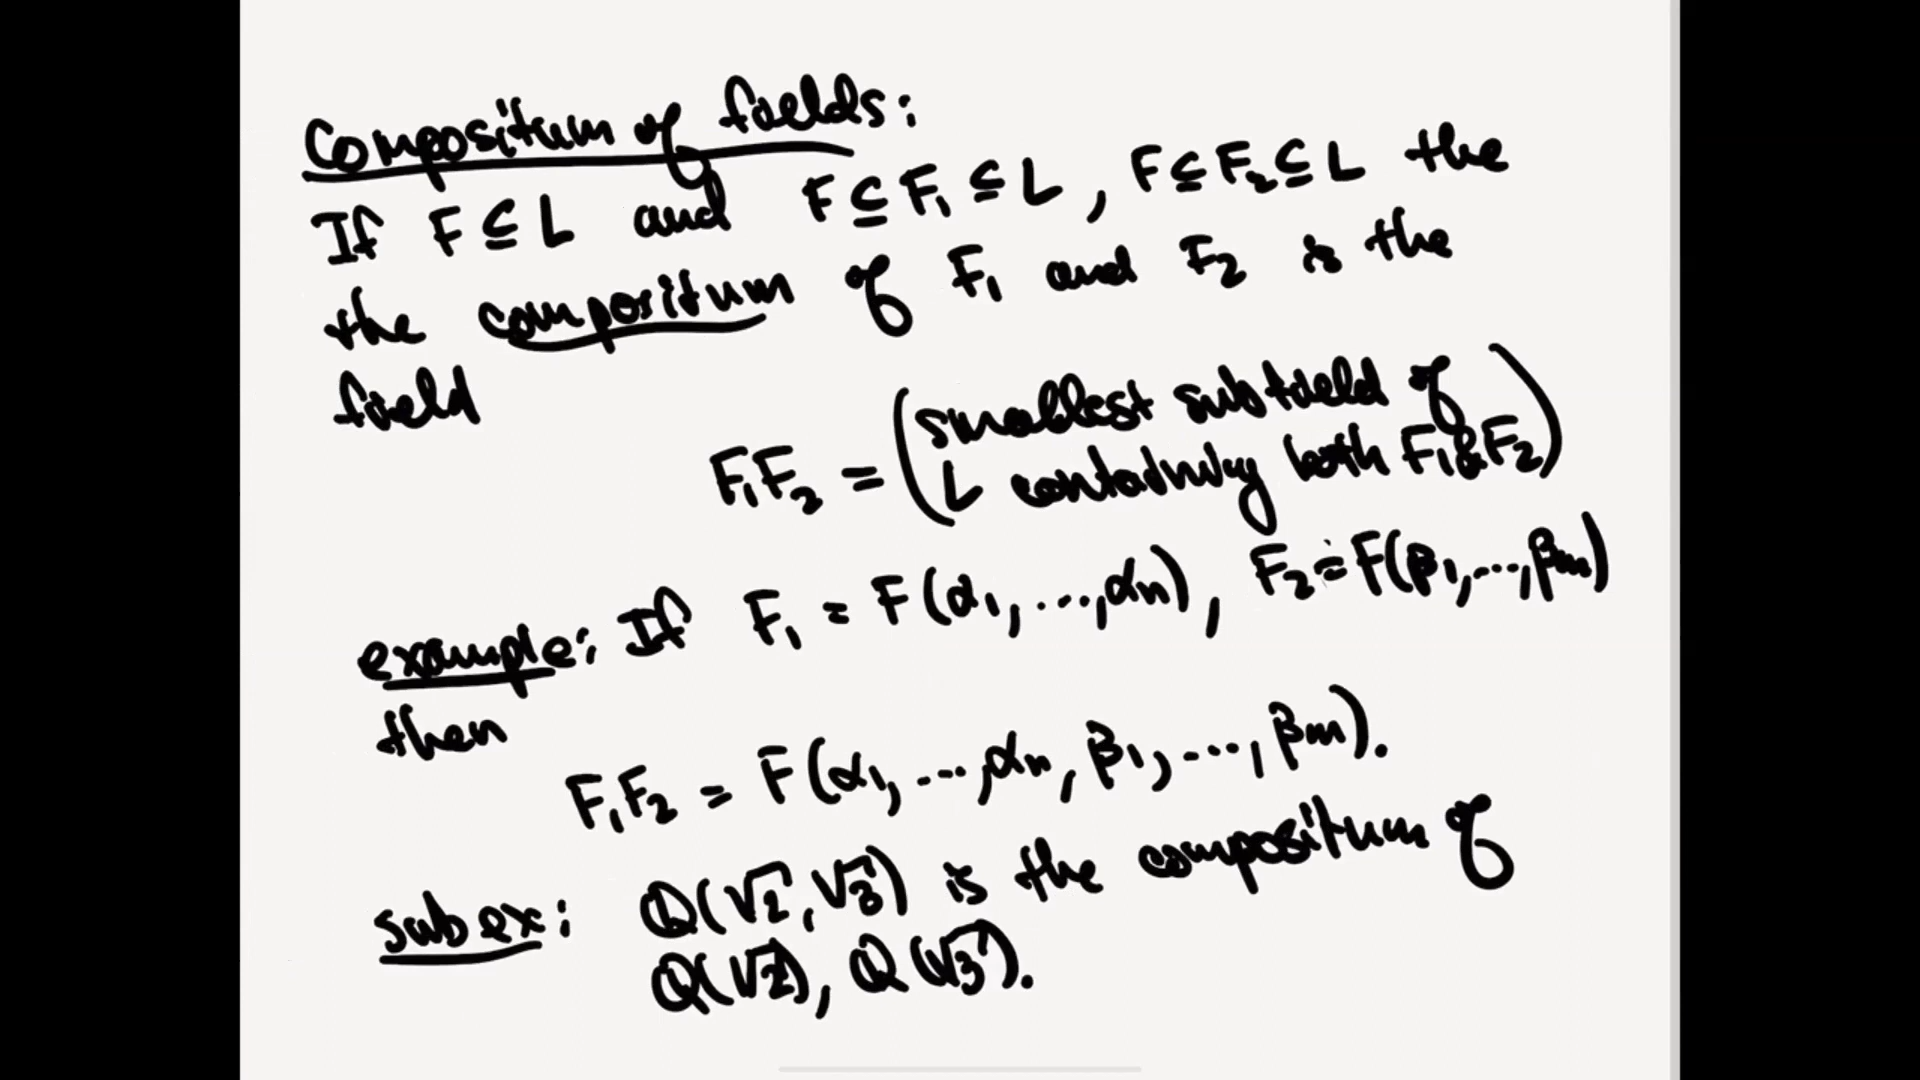 Compositum of fields:
If F ⊆ L and F ⊆ F₁ ⊆ L, F ⊆ F₂ ⊆ L the
the compositum of F₁ and F₂ is the
field
F₁F₂ = (smallest subfield of
L containing both F₁ & F₂)
example: If F₁ = F(α₁, ..., αₙ), F₂ = F(β₁, ..., βₘ)
then
F₁F₂ = F(α₁, ..., αₙ, β₁, ..., βₘ).
subex: Q(√2, √3) is the compositum of
Q(√2), Q(√3).